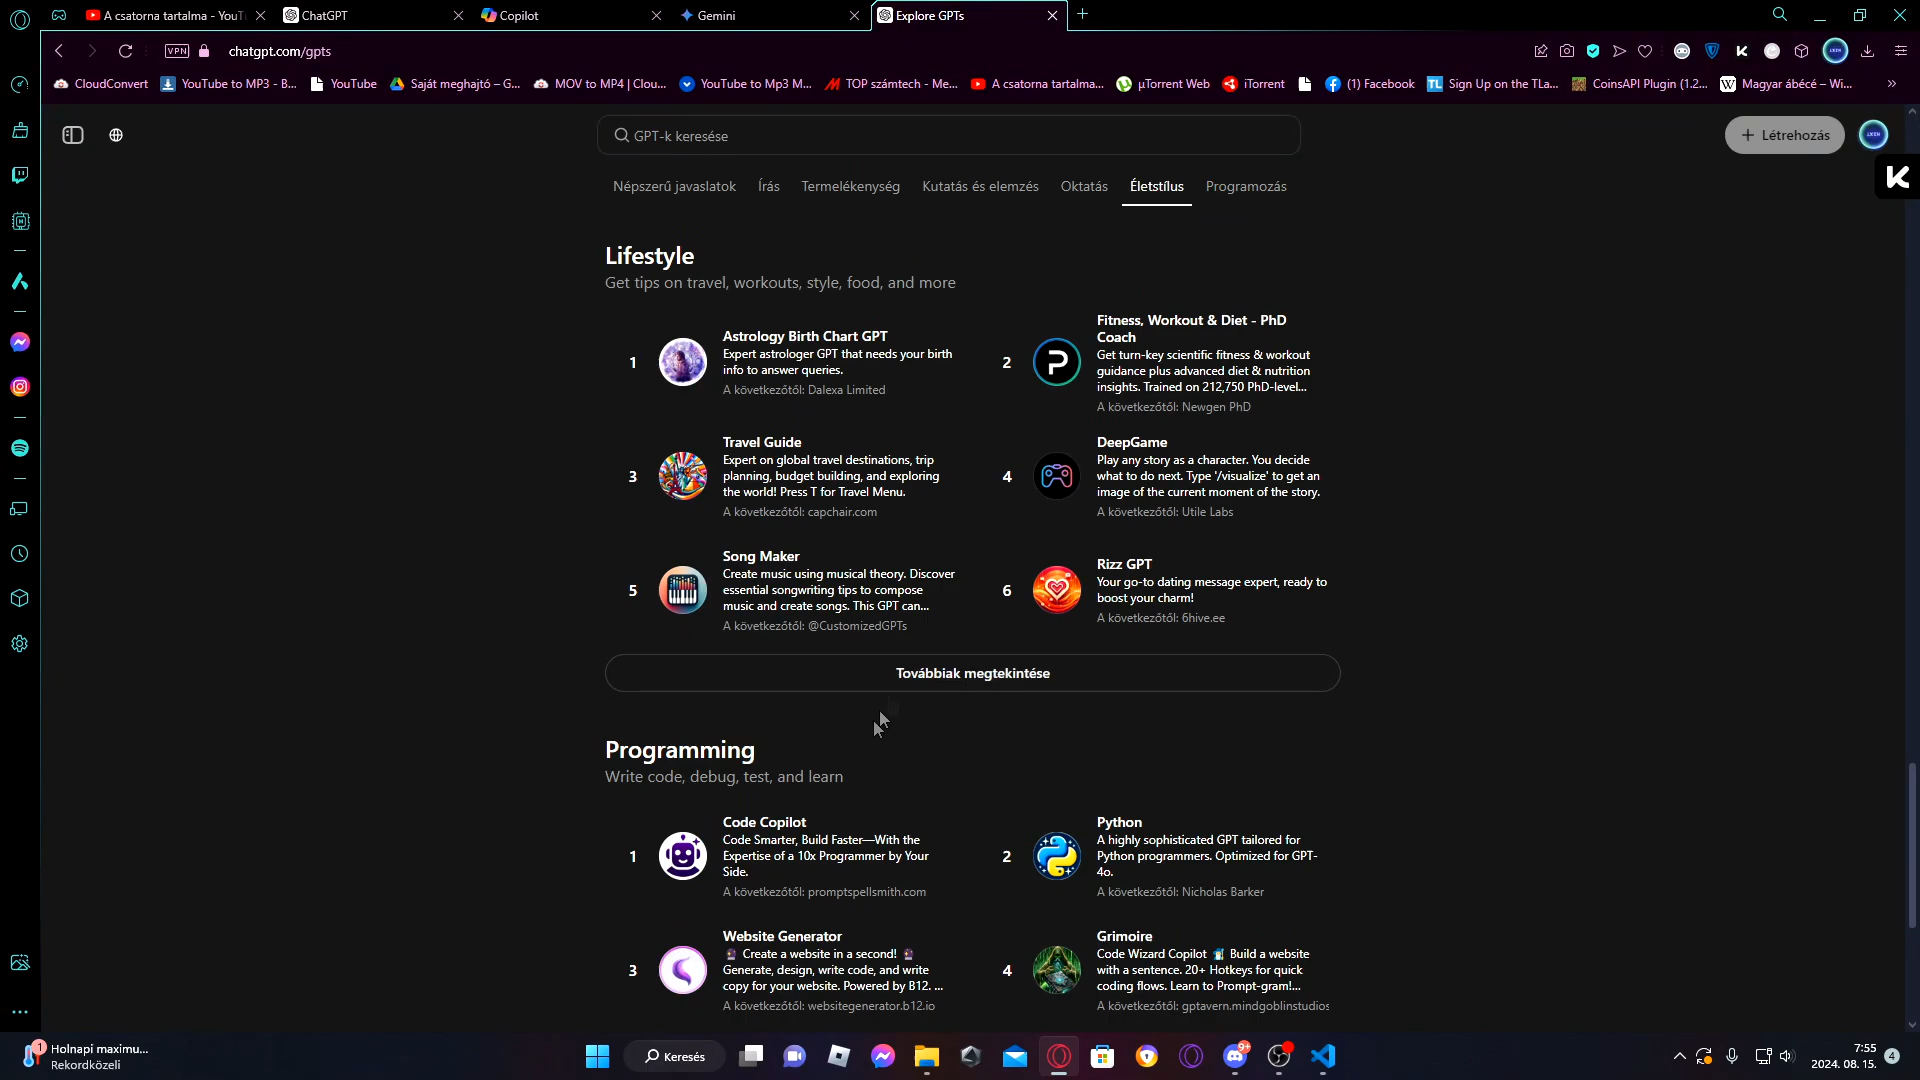 A csatorna tartalma - YouT
ChatGPT
Copilot
Gemini
Explore GPTs
VPN
chatgpt.com/gpts
CloudConvert
YouTube to MP3 - B...
YouTube
Saját meghajtó – G...
MOV to MP4 | Clou...
YouTube to Mp3 M...
TOP számtech - Me...
A csatorna tartalma...
µTorrent Web
iTorrent
(1) Facebook
TL
Sign Up on the TLa...
CoinsAPI Plugin (1.2...
W
Magyar ábécé – Wi...
GPT-k keresése
Létrehozás
K
Népszerű javaslatok
Írás
Termelékenység
Kutatás és elemzés
Oktatás
Életstílus
Programozás
Lifestyle
Get tips on travel, workouts, style, food, and more
1
Astrology Birth Chart GPT
Expert astrologer GPT that needs your birth
info to answer queries.
A következőtől: Dalexa Limited
2
Fitness, Workout & Diet - PhD
Coach
Get turn-key scientific fitness & workout
guidance plus advanced diet & nutrition
insights. Trained on 212,750 PhD-level...
A következőtől: Newgen PhD
3
Travel Guide
Expert on global travel destinations, trip
planning, budget building, and exploring
the world! Press T for Travel Menu.
A következőtől: capchair.com
4
DeepGame
Play any story as a character. You decide
what to do next. Type '/visualize' to get an
image of the current moment of the story.
A következőtől: Utile Labs
5
Song Maker
Create music using musical theory. Discover
essential songwriting tips to compose
music and create songs. This GPT can...
A következőtől: @CustomizedGPTs
6
Rizz GPT
Your go-to dating message expert, ready to
boost your charm!
A következőtől: 6hive.ee
Továbbiak megtekintése
Programming
Write code, debug, test, and learn
1
Code Copilot
Code Smarter, Build Faster—With the
Expertise of a 10x Programmer by Your
Side.
A következőtől: promptspellsmith.com
2
Python
A highly sophisticated GPT tailored for
Python programmers. Optimized for GPT-
4o.
A következőtől: Nicholas Barker
3
Website Generator
🔮 Create a website in a second! 🔮
Generate, design, write code, and write
copy for your website. Powered by B12. ...
A következőtől: websitegenerator.b12.io
4
Grimoire
Code Wizard Copilot 🧙 Build a website
with a sentence. 20+ Hotkeys for quick
coding flows. Learn to Prompt-gram!...
A következőtől: gptavern.mindgoblinstudios
1
Holnapi maximu...
Rekordközeli
Keresés
9+
7:55
2024. 08. 15.
4